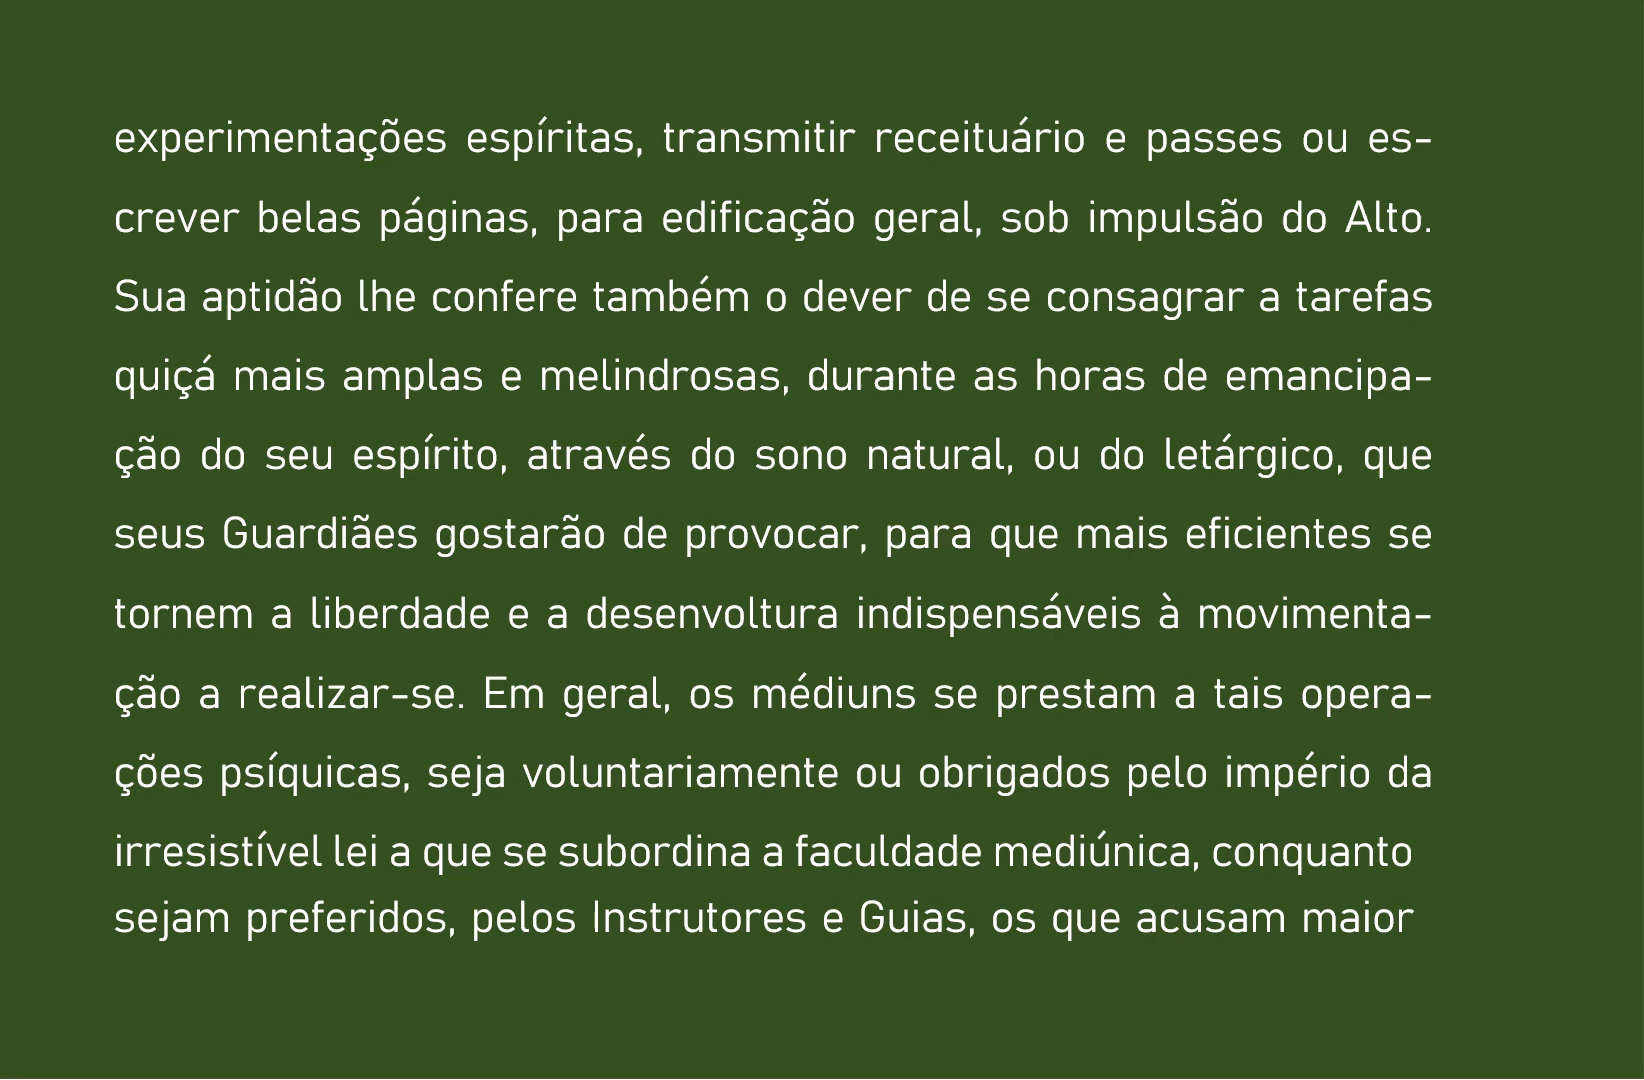 experimentações espíritas, transmitir receituário e passes ou es-
crever belas páginas, para edificação geral, sob impulsão do Alto.
Sua aptidão lhe confere também o dever de se consagrar a tarefas
quiçá mais amplas e melindrosas, durante as horas de emancipa-
ção do seu espírito, através do sono natural, ou do letárgico, que
seus Guardiães gostarão de provocar, para que mais eficientes se
tornem a liberdade e a desenvoltura indispensáveis à movimenta-
ção a realizar-se. Em geral, os médiuns se prestam a tais opera-
ções psíquicas, seja voluntariamente ou obrigados pelo império da
irresistível lei a que se subordina a faculdade mediúnica, conquanto
sejam preferidos, pelos Instrutores e Guias, os que acusam maior